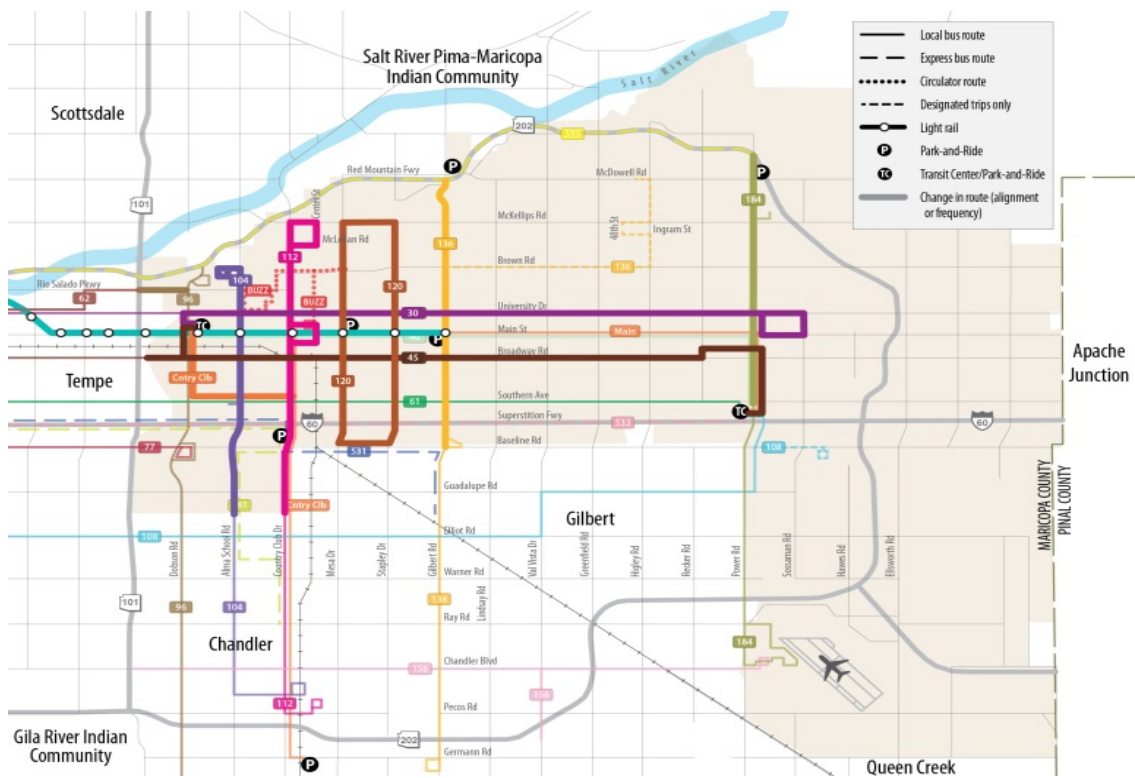 Salt River Pima-Maricopa
Indian Community
Salt River
Scottsdale
Local bus route
Express bus route
Circulator route
Designated trips only
Light rail
P
Park-and-Ride
TC
Transit Center/Park-and-Ride
Change in route (alignment
or frequency)
202
535
P
Red Mountain Fwy
McDowell Rd
P
101
184
Center St
McKellips Rd
48th St
Ingram St
McLellan Rd
112
136
Brown Rd
136
104
Rio Salado Pkwy
BUZZ
120
62
96
BUZZ
30
University Dr
TC
P
Main St
Main
40
P
45
Broadway Rd
Tempe
Cntry Clb
120
Apache
Junction
61
Southern Ave
TC
60
Superstition Fwy
533
60
P
77
531
Baseline Rd
108
Guadalupe Rd
Cntry Clb
108
Elliot Rd
Gilbert
MARICOPA COUNTY
PINAL COUNTY
Dobson Rd
Alma School Rd
Country Club Dr
Mesa Dr
Stapley Dr
Gilbert Rd
Lindsay Rd
Val Vista Dr
Greenfield Rd
Higley Rd
Recker Rd
Power Rd
Sossaman Rd
Hawes Rd
Ellsworth Rd
Warner Rd
101
96
104
136
Ray Rd
Chandler
184
156
Chandler Blvd
156
112
Pecos Rd
Gila River Indian
Community
202
Germann Rd
P
Queen Creek